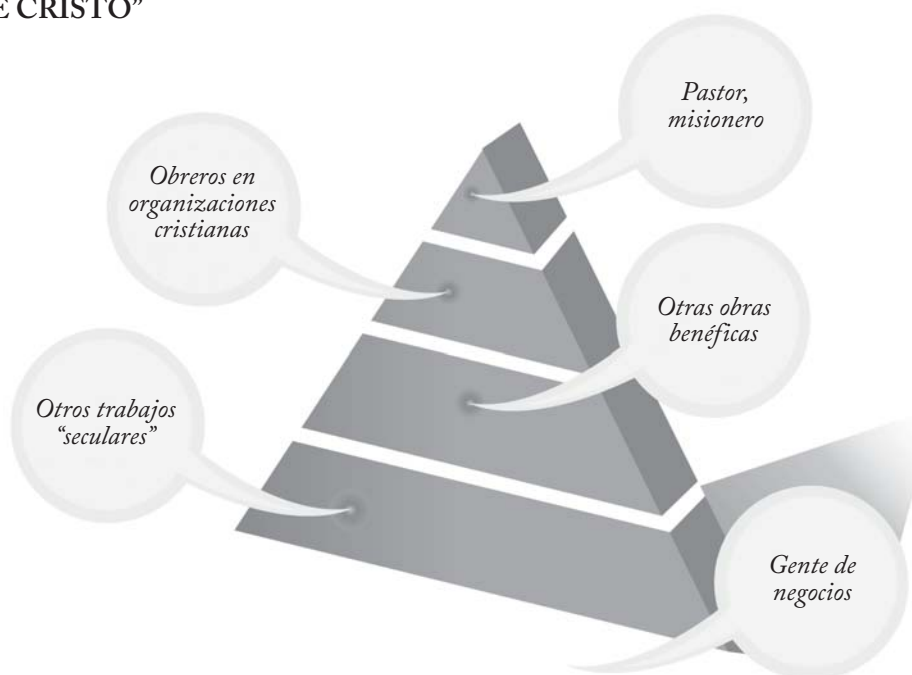 E CRISTO”
Pastor,
misionero
Obreros en
organizaciones
cristianas
Otras obras
benéficas
Otros trabajos
“seculares”
Gente de
negocios